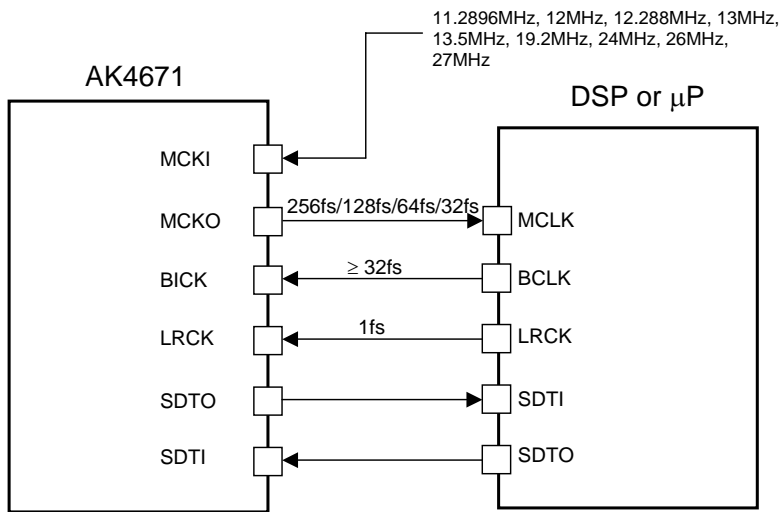 11.2896MHz, 12MHz, 12.288MHz, 13MHz,
13.5MHz, 19.2MHz, 24MHz, 26MHz,
27MHz
AK4671
DSP or μP
MCKI
MCKO
256fs/128fs/64fs/32fs
MCLK
BICK
≥ 32fs
BCLK
LRCK
1fs
LRCK
SDTO
SDTI
SDTI
SDTO